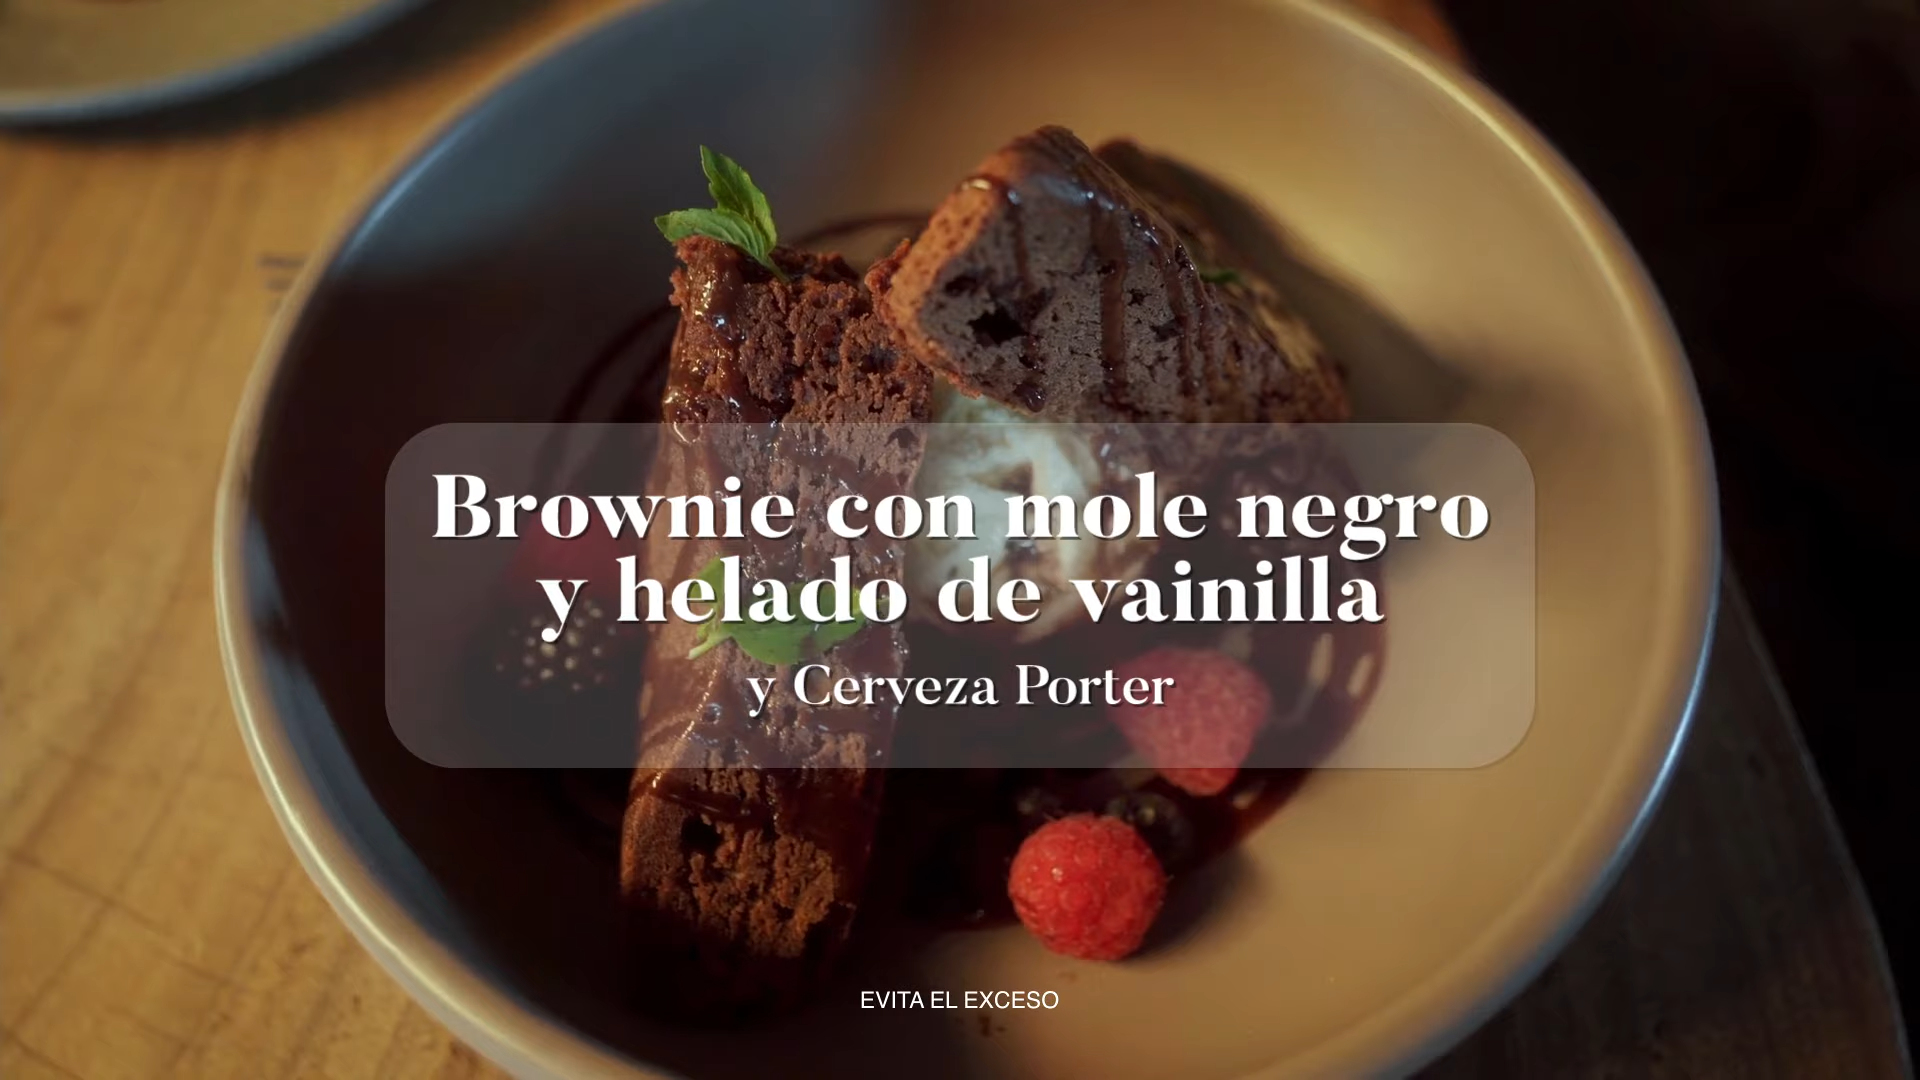 Brownie con mole negro
y helado de vainilla
y Cerveza Porter
EVITA EL EXCESO